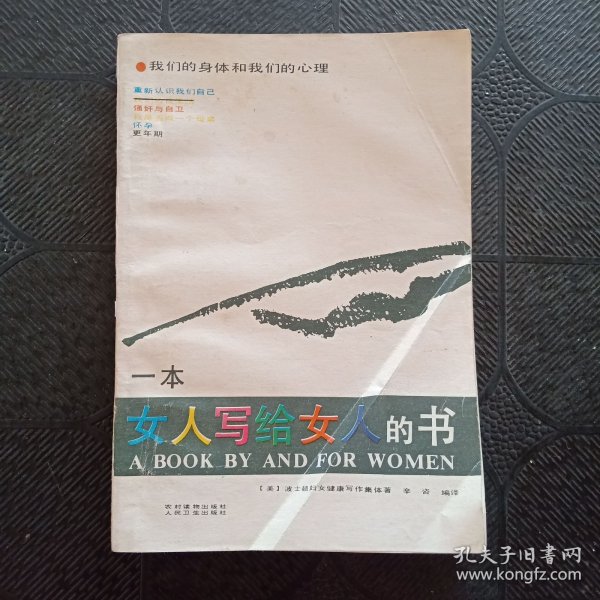 ●我们的身体和我们的心理
重新认识我们自己
强奸与自卫
怀孕
更年期
一本
女人写给女人的书
A BOOK BY AND FOR WOMEN
〔美〕波士顿妇女健康写作集体著 辛咨 编译
农村读物出版社
人民卫生出版社
孔夫子旧书网
www.kongfz.com